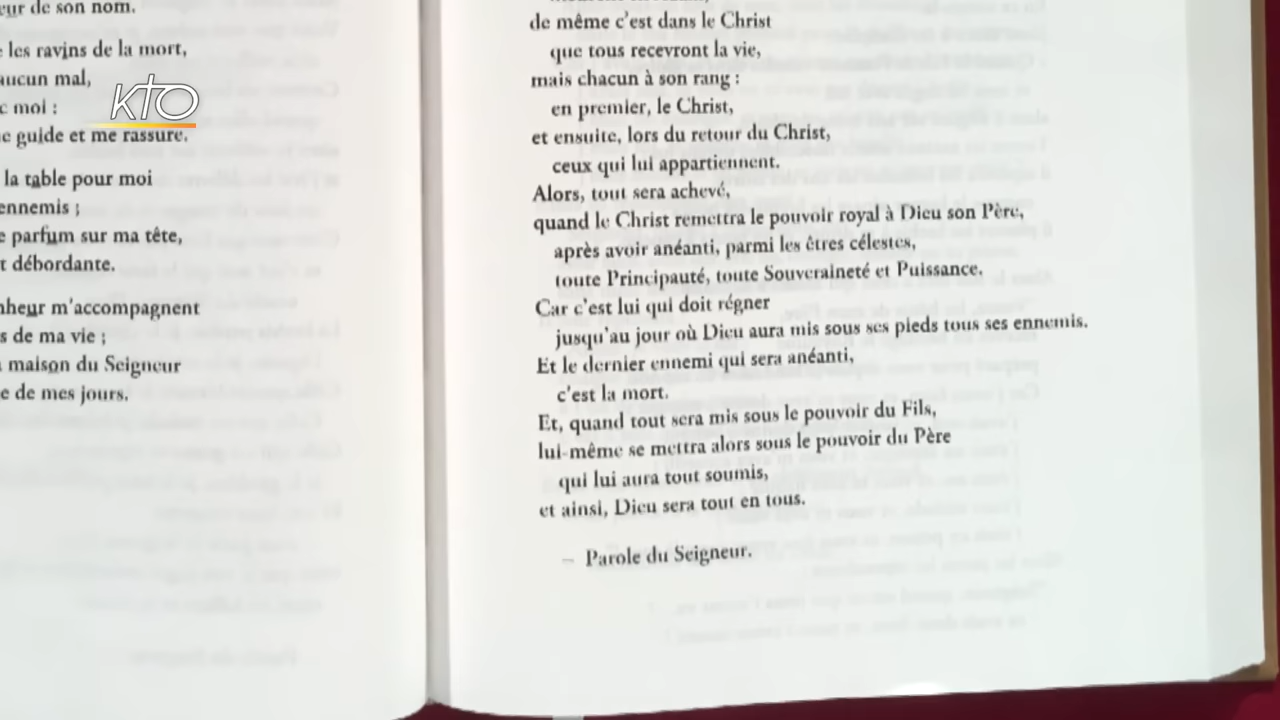 eur de son nom.
les ravins de la mort,
aucun mal,
c moi :
e guide et me rassure.
la table pour moi
ennemis ;
e parfum sur ma tête,
t débordante.
nheur m'accompagnent
s de ma vie ;
maison du Seigneur
e de mes jours.
KTO
de même c'est dans le Christ
que tous recevront la vie,
mais chacun à son rang :
en premier, le Christ,
et ensuite, lors du retour du Christ,
ceux qui lui appartiennent.
Alors, tout sera achevé,
quand le Christ remettra le pouvoir royal à Dieu son Père,
après avoir anéanti, parmi les êtres célestes,
toute Principauté, toute Souveraineté et Puissance.
Car c'est lui qui doit régner
jusqu'au jour où Dieu aura mis sous ses pieds tous ses ennemis.
Et le dernier ennemi qui sera anéanti,
c'est la mort.
Et, quand tout sera mis sous le pouvoir du Fils,
lui-même se mettra alors sous le pouvoir du Père
qui lui aura tout soumis,
et ainsi, Dieu sera tout en tous.
– Parole du Seigneur.